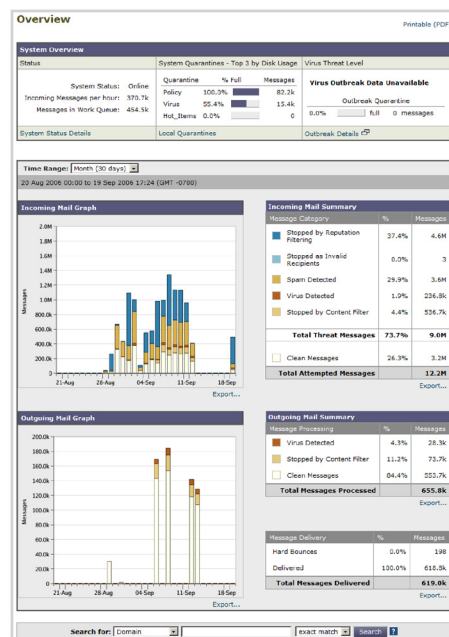 Overview
Printable (PDF
System Overview
Status
System Quarantines - Top 3 by Disk Usage
Virus Threat Level
System Status: Online
Incoming Messages per hour: 370.7k
Messages in Work Queue: 454.5k
Quarantine % Full Messages
Policy 100.0% 82.2k
Virus 55.4% 15.4k
Hot_Items 0.0% 0
Virus Outbreak Data Unavailable
Outbreak Quarantine
0.0% full 0 messages
System Status Details
Local Quarantines
Outbreak Details
Time Range: Month (30 days)
20 Aug 2006 00:00 to 19 Sep 2006 17:24 (GMT -0700)
Incoming Mail Graph
Messages
2.0M
1.8M
1.6M
1.4M
1.2M
1.0M
800.0k
600.0k
400.0k
200.0k
0
21-Aug 28-Aug 04-Sep 11-Sep 18-Sep
Export...
Incoming Mail Summary
Message Category % Messages
Stopped by Reputation Filtering 37.4% 4.6M
Stopped as Invalid Recipients 0.0% 3
Spam Detected 29.9% 3.6M
Virus Detected 1.9% 236.8k
Stopped by Content Filter 4.4% 536.7k
Total Threat Messages 73.7% 9.0M
Clean Messages 26.3% 3.2M
Total Attempted Messages 12.2M
Export...
Outgoing Mail Graph
Messages
200.0k
180.0k
160.0k
140.0k
120.0k
100.0k
80.0k
60.0k
40.0k
20.0k
0
21-Aug 28-Aug 04-Sep 11-Sep 18-Sep
Export...
Outgoing Mail Summary
Message Processing % Messages
Virus Detected 4.3% 28.3k
Stopped by Content Filter 11.2% 73.7k
Clean Messages 84.4% 553.7k
Total Messages Processed 655.8k
Export...
Message Delivery % Messages
Hard Bounces 0.0% 198
Delivered 100.0% 618.8k
Total Messages Delivered 619.0k
Export...
Search for: Domain exact match Search ?